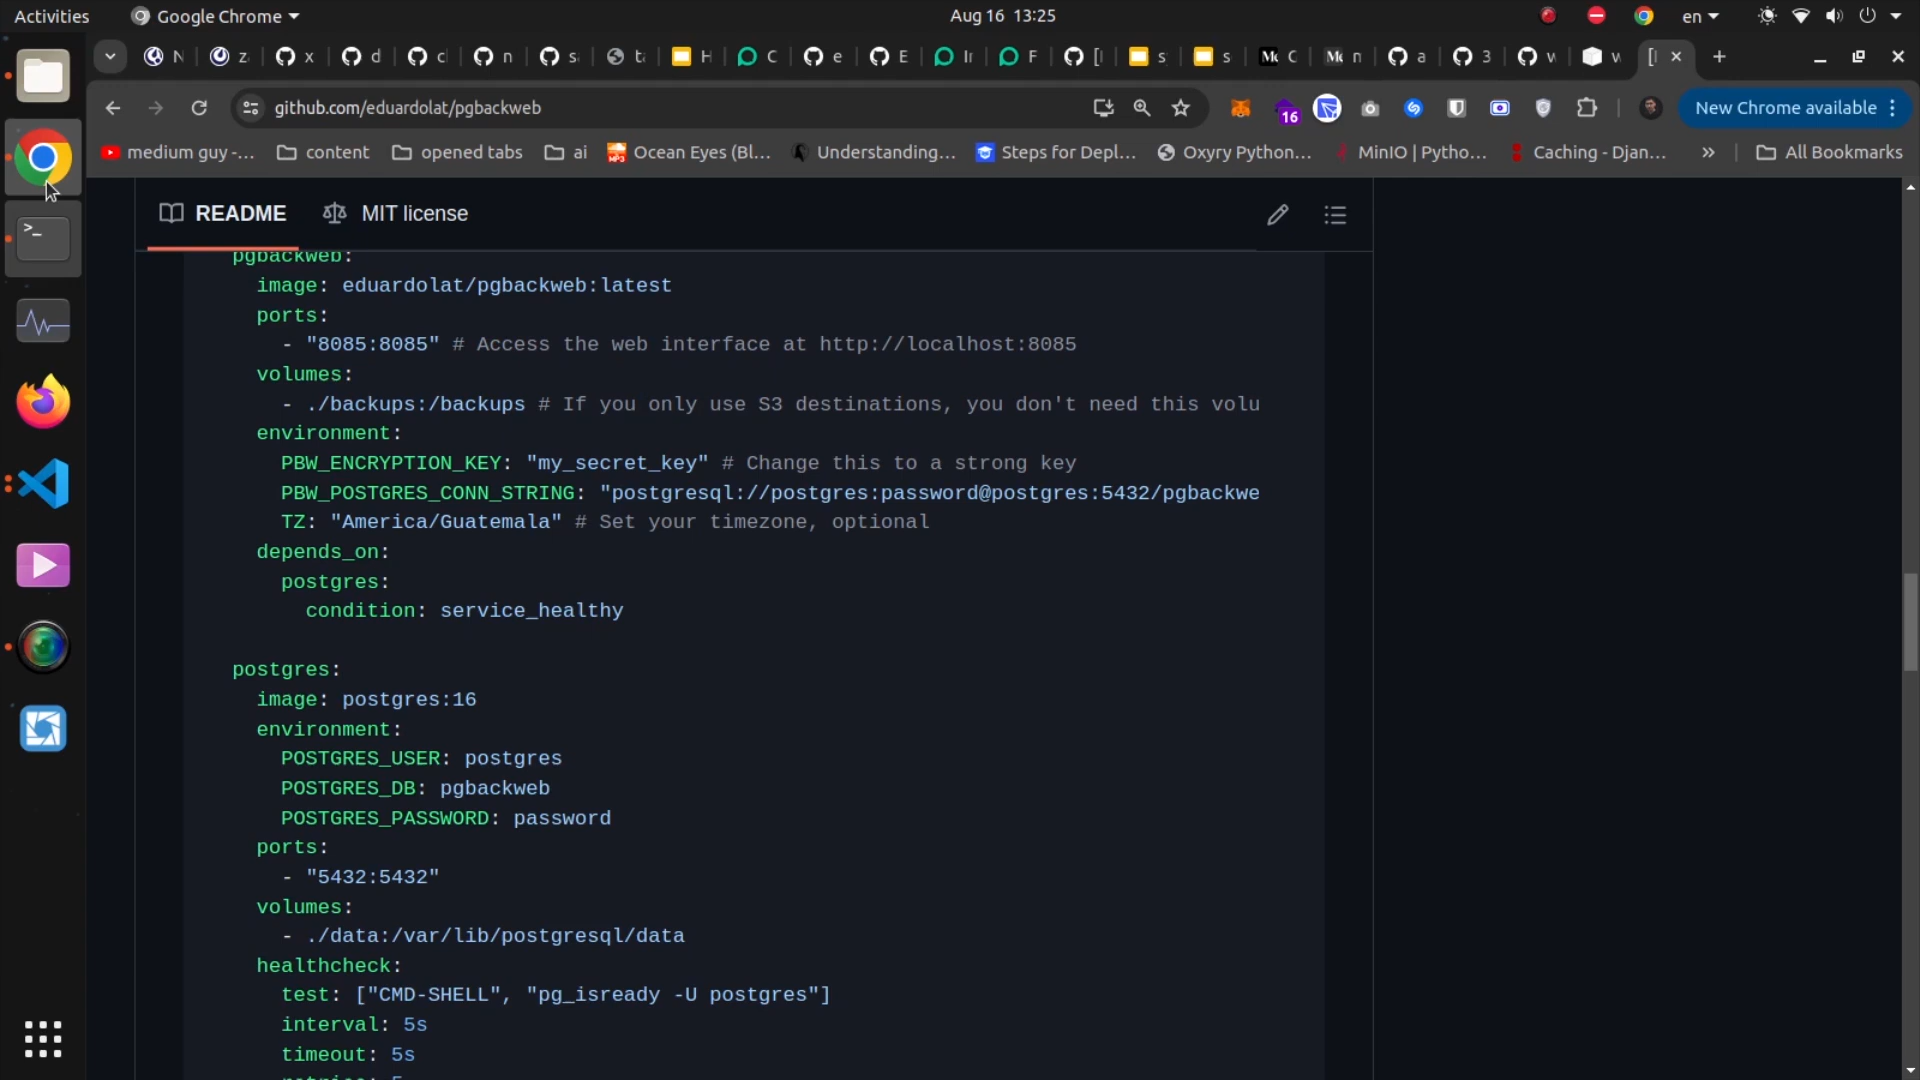 Activities
Google Chrome
Aug 16 13:25
en
N
z
x
d
n
H
C
e
E
F
s
s
C
n
a
3
w
github.com/eduardolat/pgbackweb
16
New Chrome available
medium guy -...
content
opened tabs
ai
Ocean Eyes (Bl...
Understanding...
Steps for Depl...
Oxyry Python...
MinIO | Pytho...
Caching - Djan...
»
All Bookmarks
README
MIT license
pgbackweb:
image: eduardolat/pgbackweb:latest
ports:
- "8085:8085" # Access the web interface at http://localhost:8085
volumes:
- ./backups:/backups # If you only use S3 destinations, you don't need this volu
environment:
PBW_ENCRYPTION_KEY: "my_secret_key" # Change this to a strong key
PBW_POSTGRES_CONN_STRING: "postgresql://postgres:password@postgres:5432/pgbackwe
TZ: "America/Guatemala" # Set your timezone, optional
depends_on:
postgres:
condition: service_healthy
postgres:
image: postgres:16
environment:
POSTGRES_USER: postgres
POSTGRES_DB: pgbackweb
POSTGRES_PASSWORD: password
ports:
- "5432:5432"
volumes:
- ./data:/var/lib/postgresql/data
healthcheck:
test: ["CMD-SHELL", "pg_isready -U postgres"]
interval: 5s
timeout: 5s